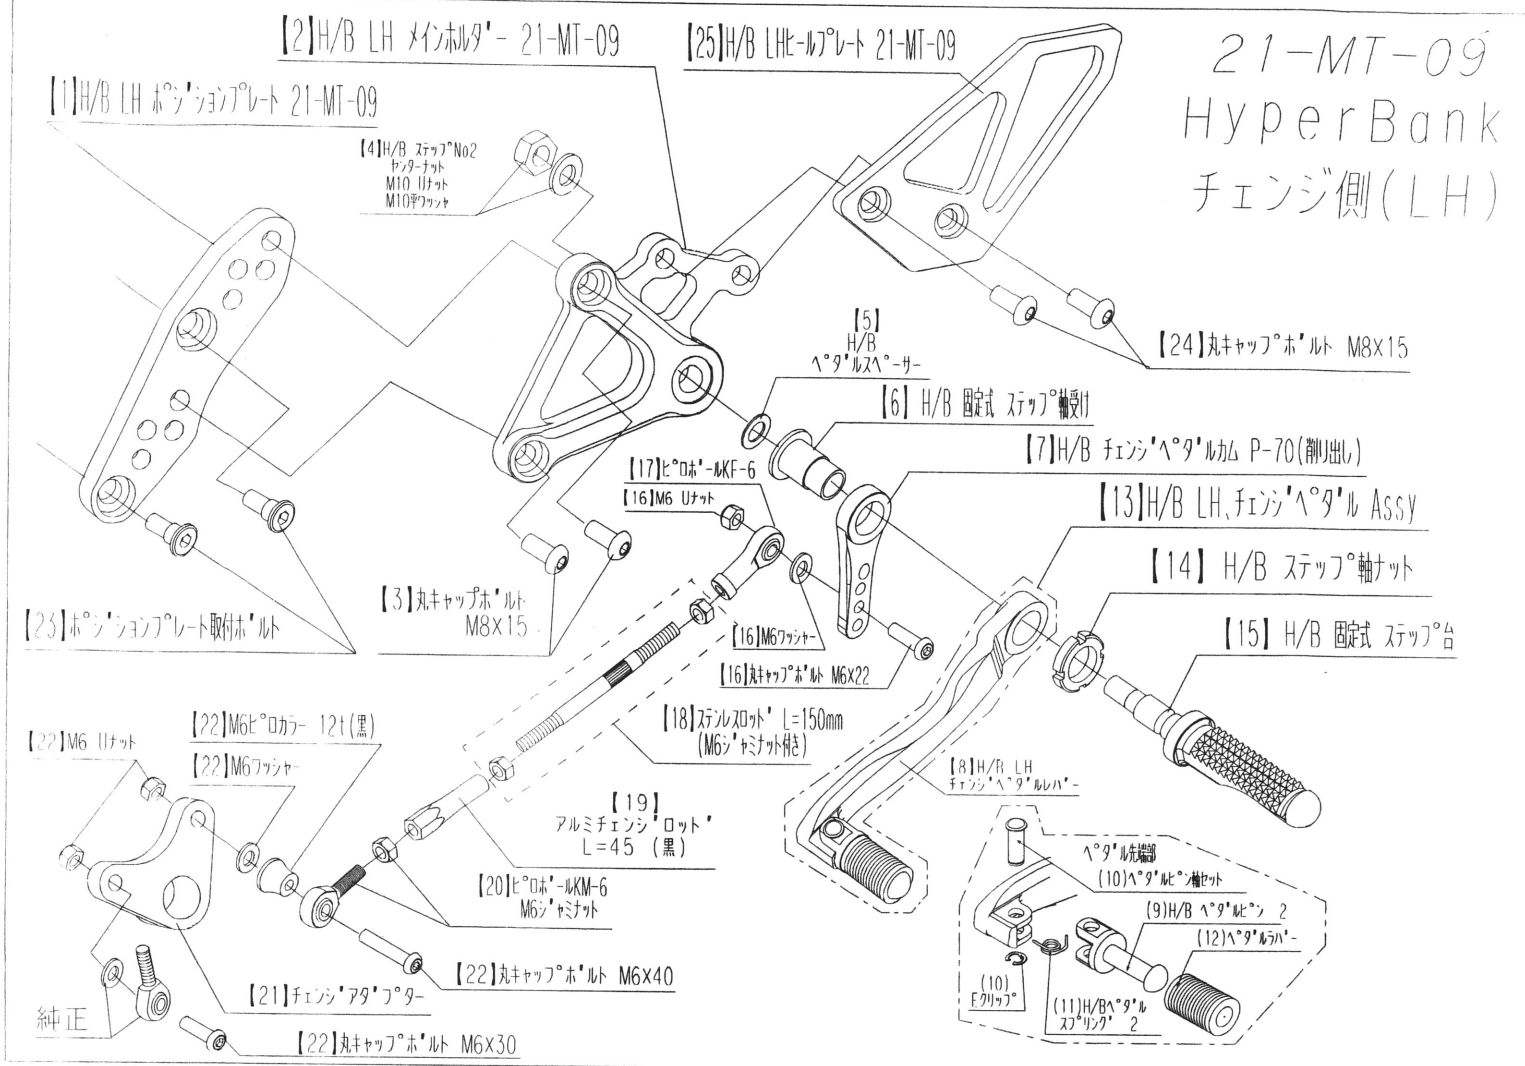 21-MT-09
HyperBank
チェンジ側(LH)
【2】H/B LH メインホルダー 21-MT-09
【25】H/B LHヒールプレート 21-MT-09
【1】H/B LH ポジションプレート 21-MT-09
【4】H/B ステップNo2
センターナット
M10 Uナット
M10平ワッシャ
【24】丸キャップボルト M8×15
【5】
H/B
ペダルスペーサー
【6】 H/B 固定式 ステップ軸受け
【7】H/B チェンジペダルカム P-70(削り出し)
【17】ピロボールKF-6
【16】M6 Uナット
【13】H/B LH、チェンジペダル Assy
【14】 H/B ステップ軸ナット
【15】 H/B 固定式 ステップ台
【3】丸キャップボルト
M8×15
【23】ポジションプレート取付ボルト
【16】M6ワッシャー
【16】丸キャップボルト M6×22
【18】ステンレスロッド L=150mm
(M6ジャミナット付き)
【22】M6ピロカラー 12t(黒)
【22】M6 Uナット
【22】M6ワッシャー
【8】H/B LH
チェンジペダルレバー
【19】
アルミチェンジロッド
L=45 (黒)
【20】ピロボールKM-6
M6ジャミナット
ペダル先端部
(10)ペダルピン軸セット
(9)H/B ペダルピン 2
(12)ペダルラバー
(10)
Eクリップ
(11)H/Bペダル
スプリング 2
【22】丸キャップボルト M6×40
【21】チェンジアダプター
純正
【22】丸キャップボルト M6×30